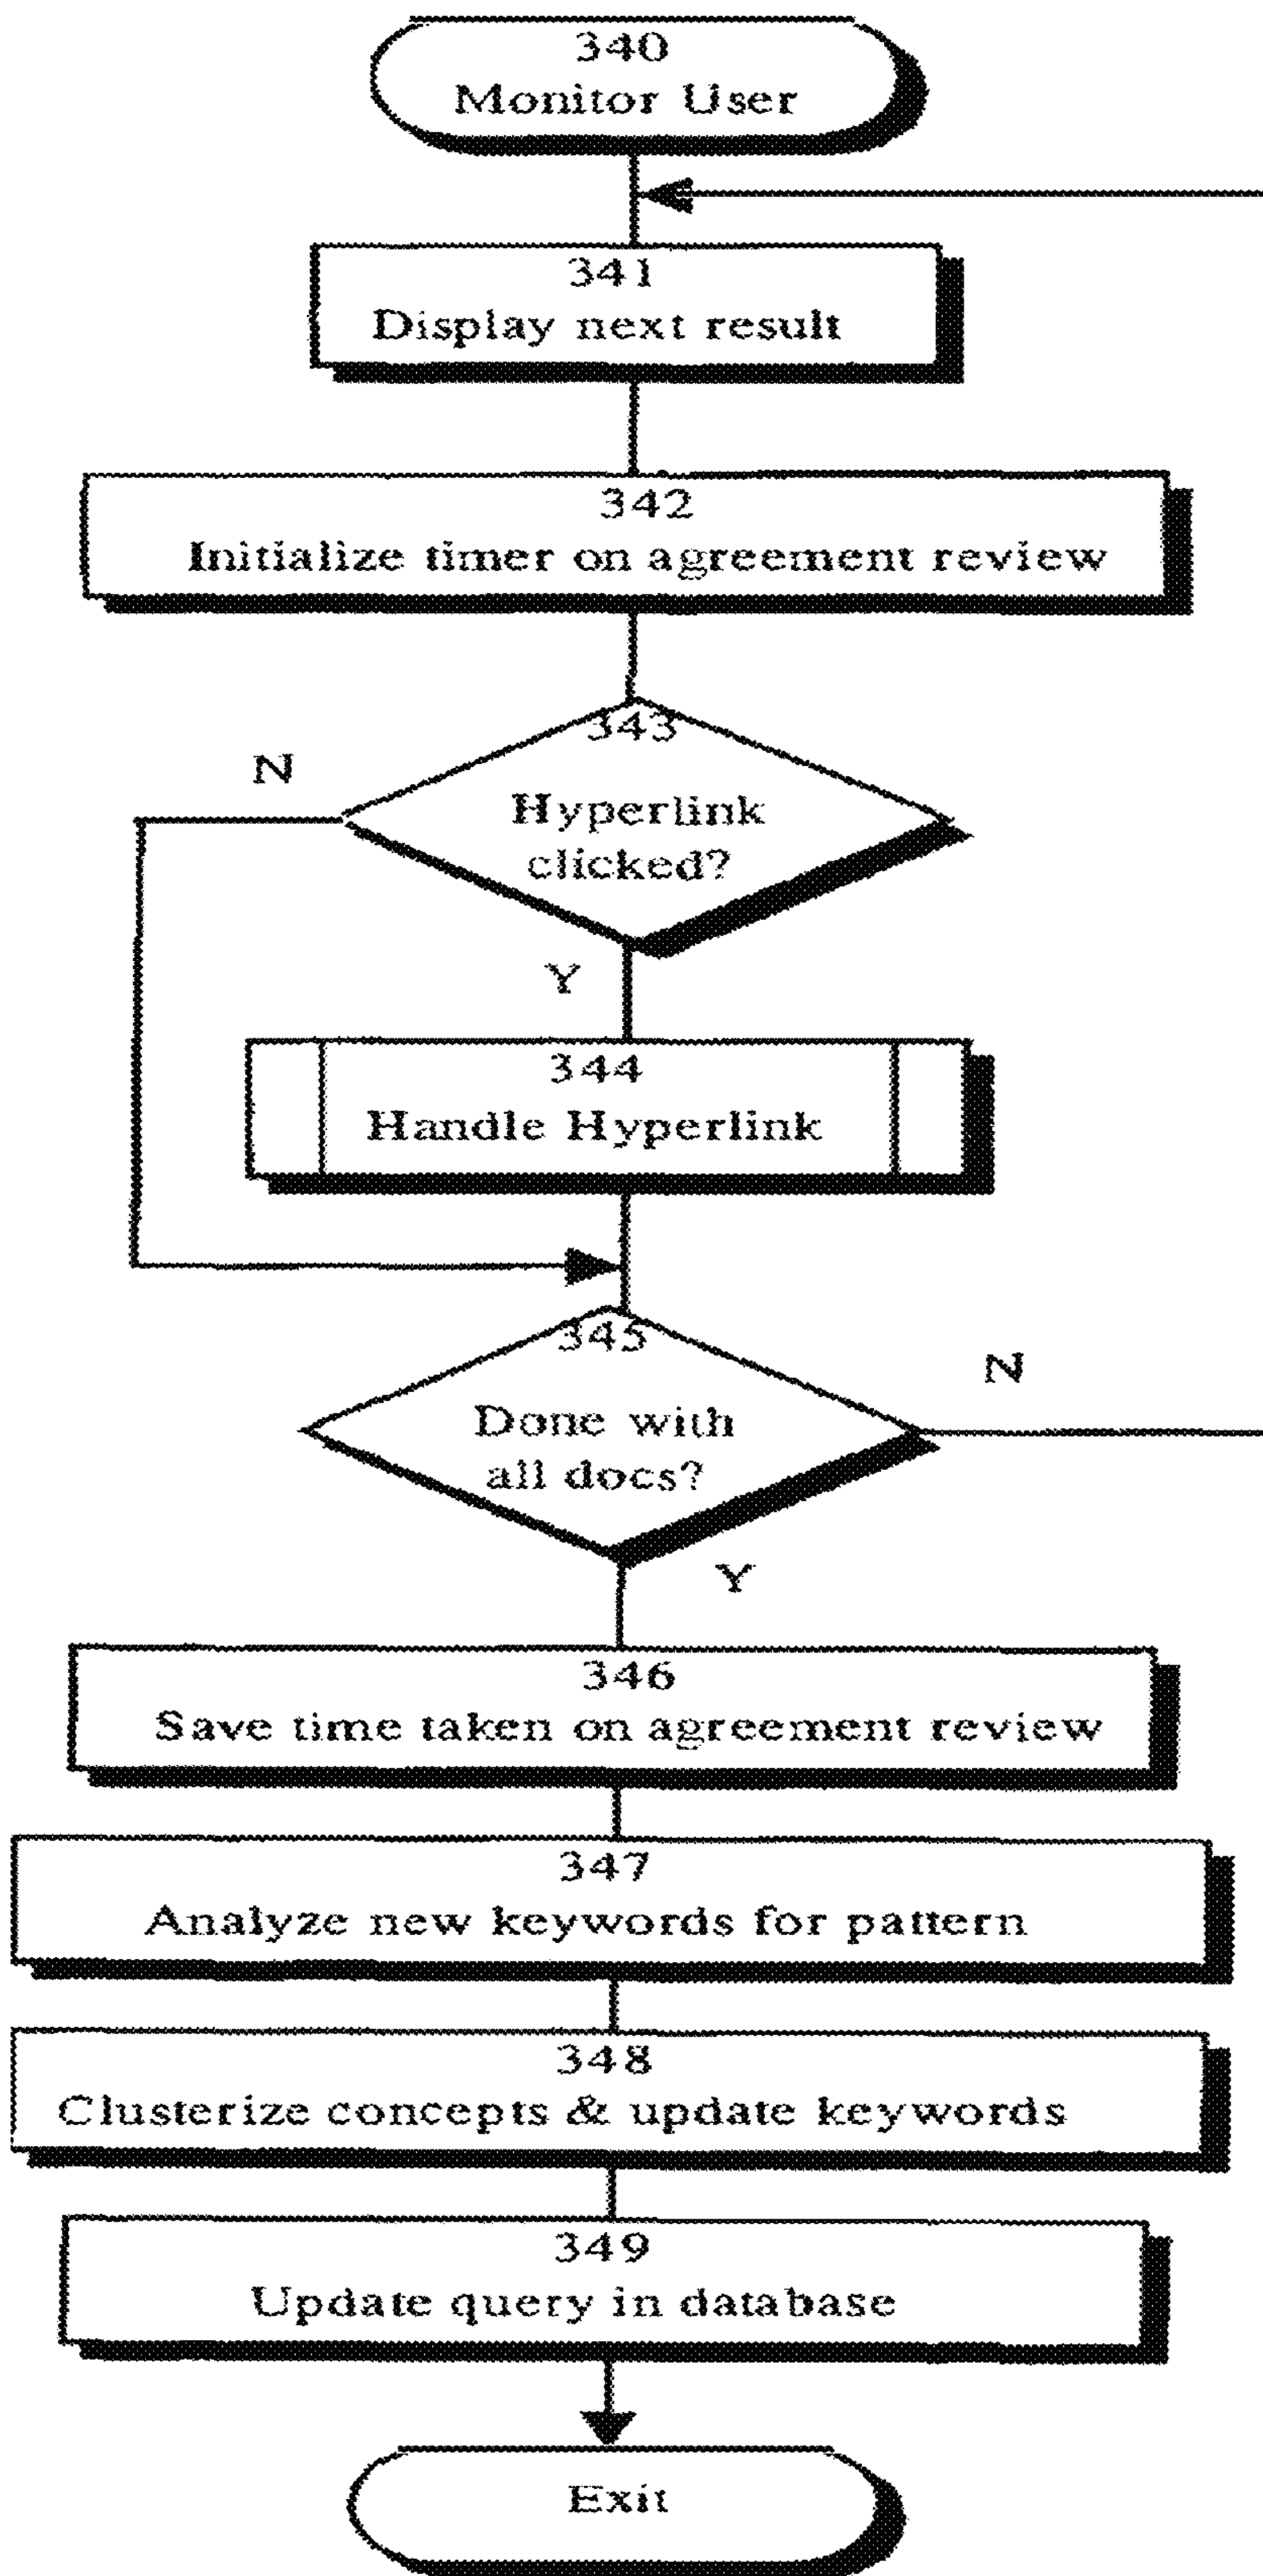 340
Monitor User
341
Display next result
342
Initialize timer on agreement review
343
N
Hyperlink
clicked?
Y
344
Handle Hyperlink
345
N
Done with
all docs?
Y
346
Save time taken on agreement review
347
Analyze new keywords for pattern
348
Clusterize concepts & update keywords
349
Update query in database
Exit